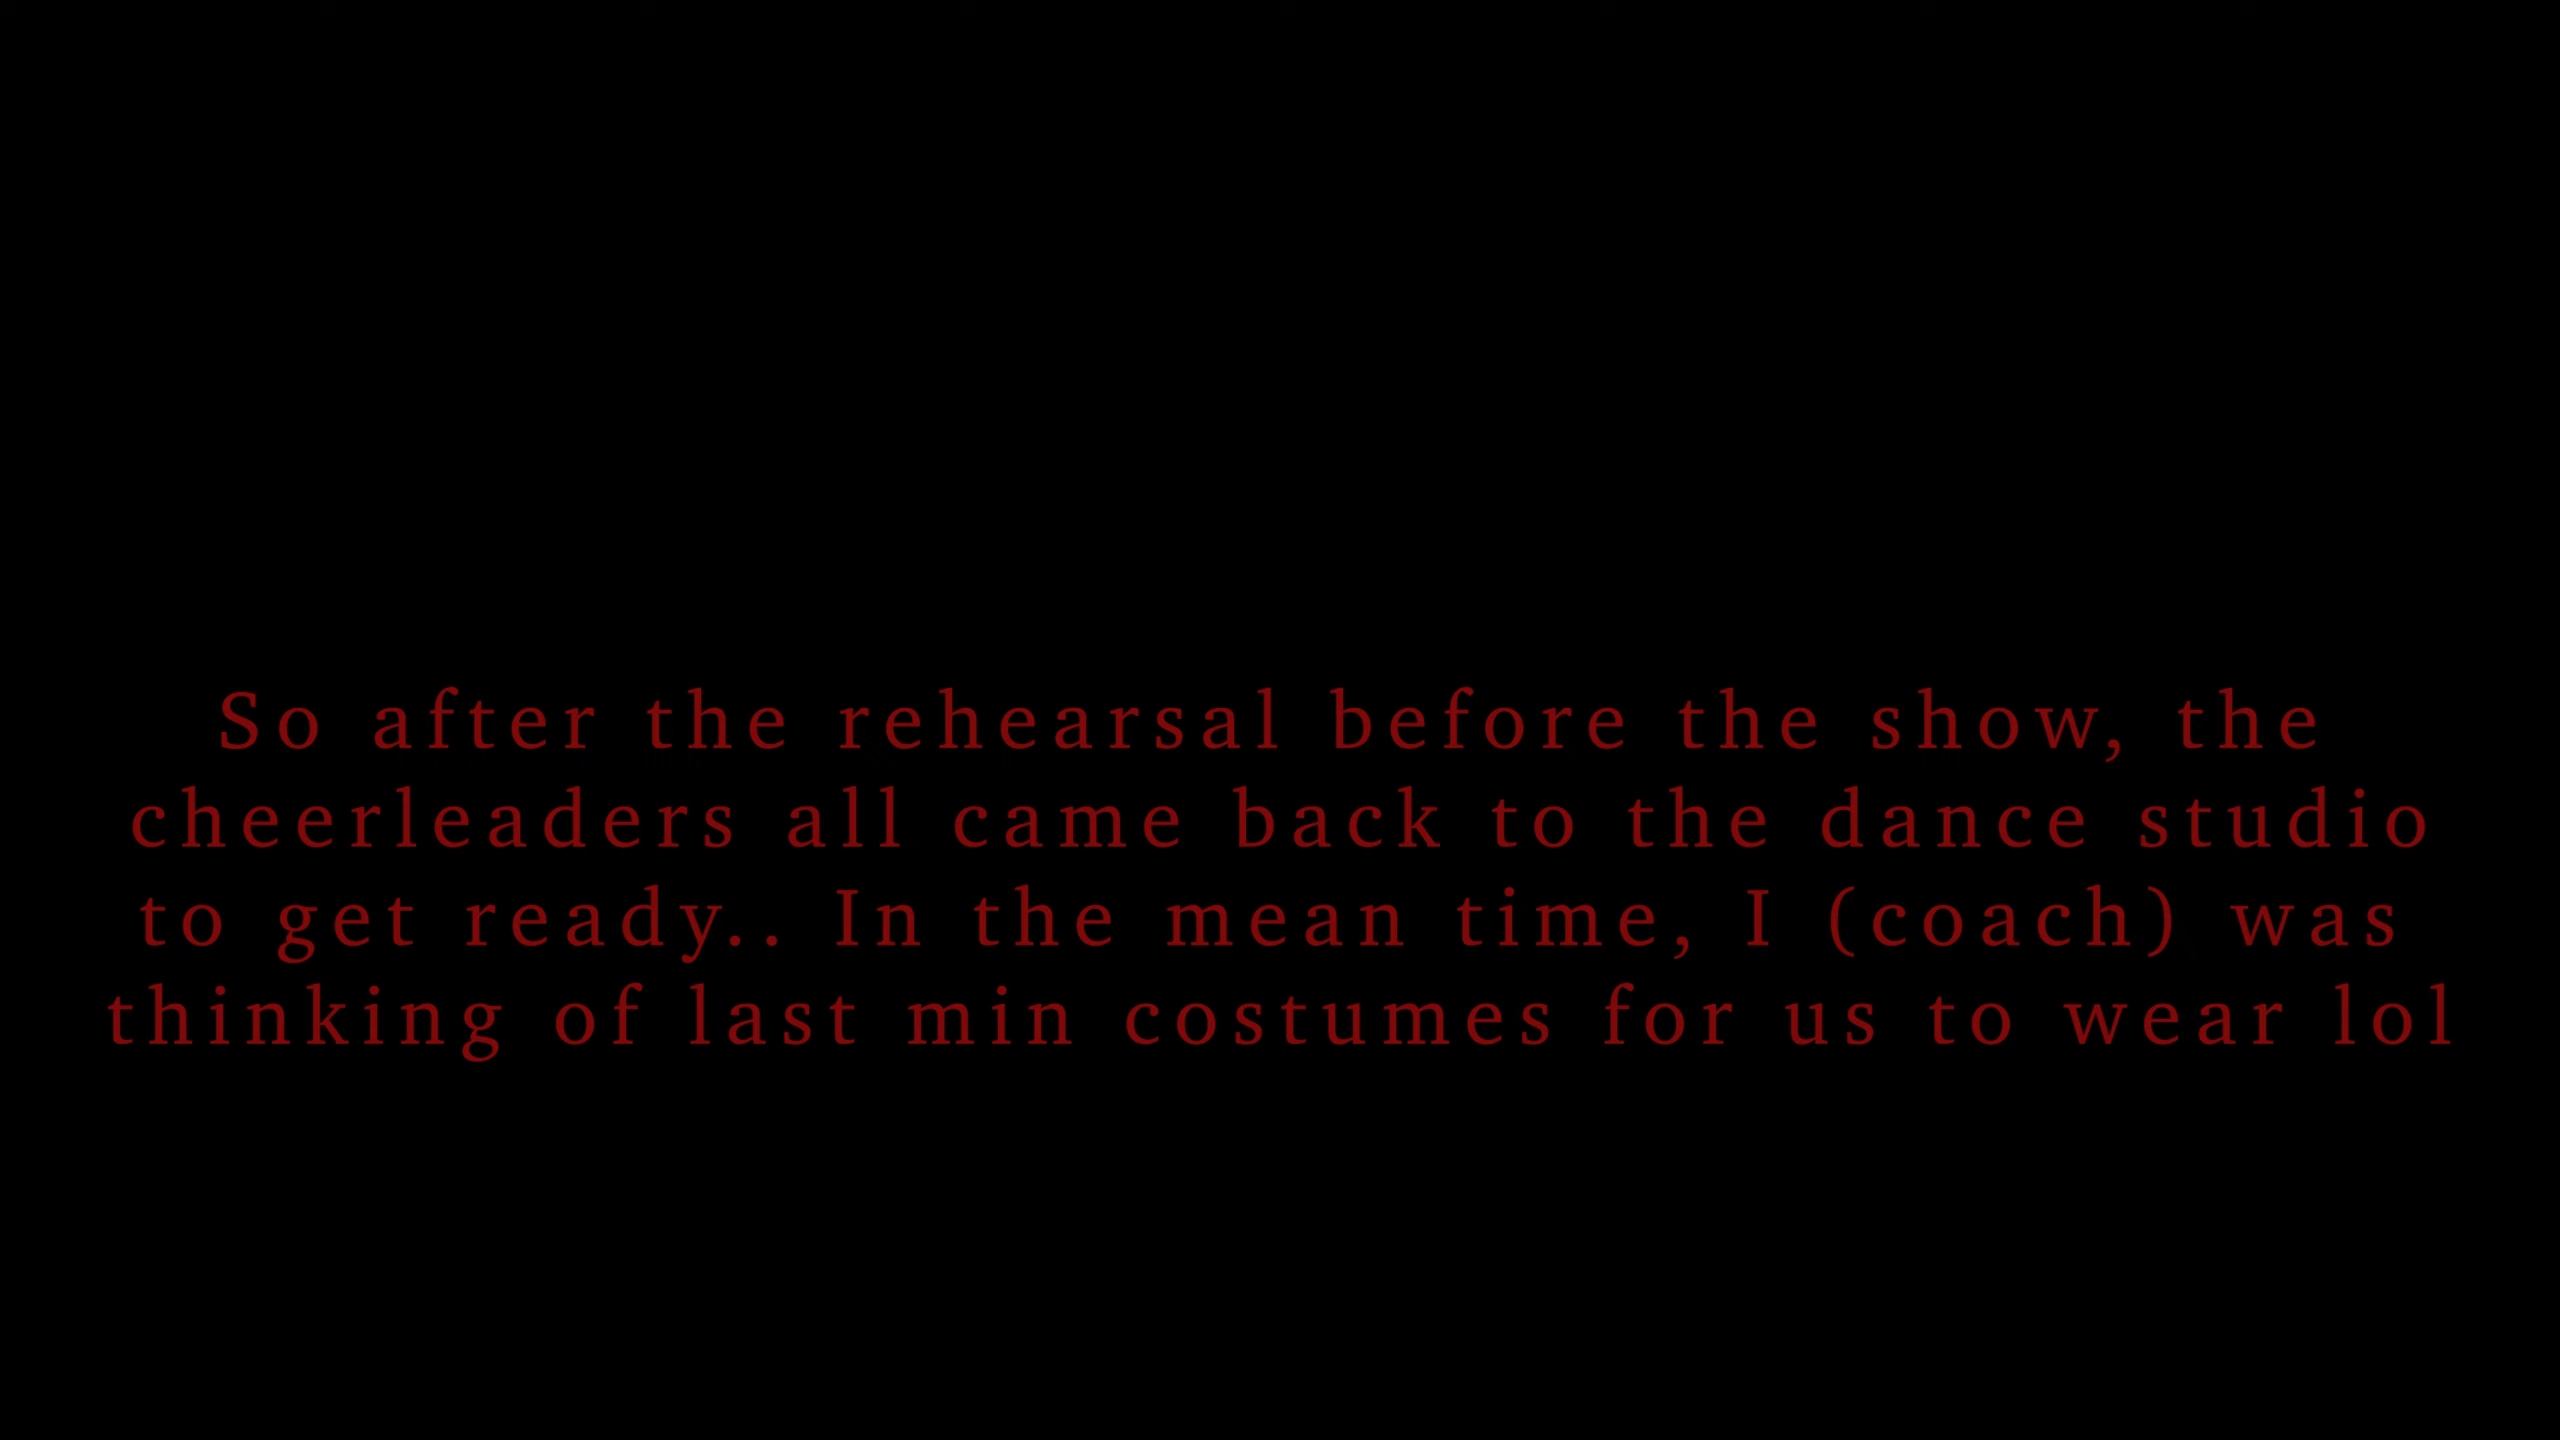 So after the rehearsal before the show, the
cheerleaders all came back to the dance studio
to get ready.. In the mean time, I (coach) was
thinking of last min costumes for us to wear lol